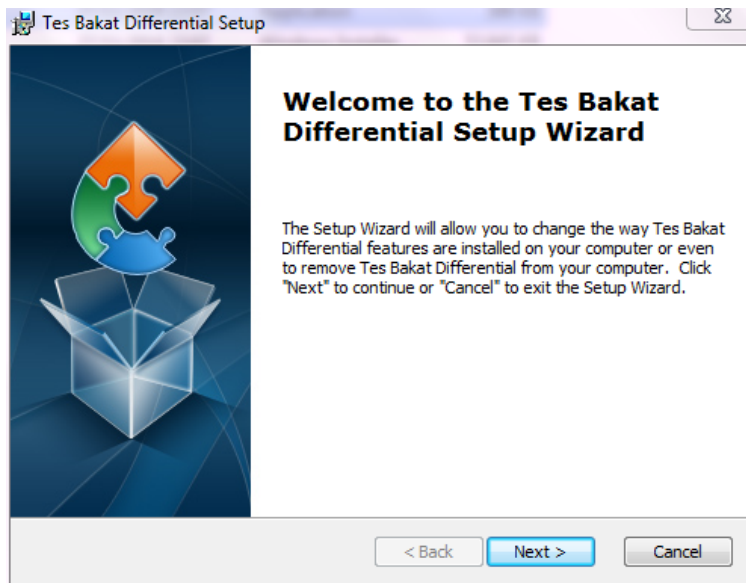 Tes Bakat Differential Setup
Welcome to the Tes Bakat
Differential Setup Wizard
The Setup Wizard will allow you to change the way Tes Bakat
Differential features are installed on your computer or even
to remove Tes Bakat Differential from your computer. Click
"Next" to continue or "Cancel" to exit the Setup Wizard.
< Back Next > Cancel